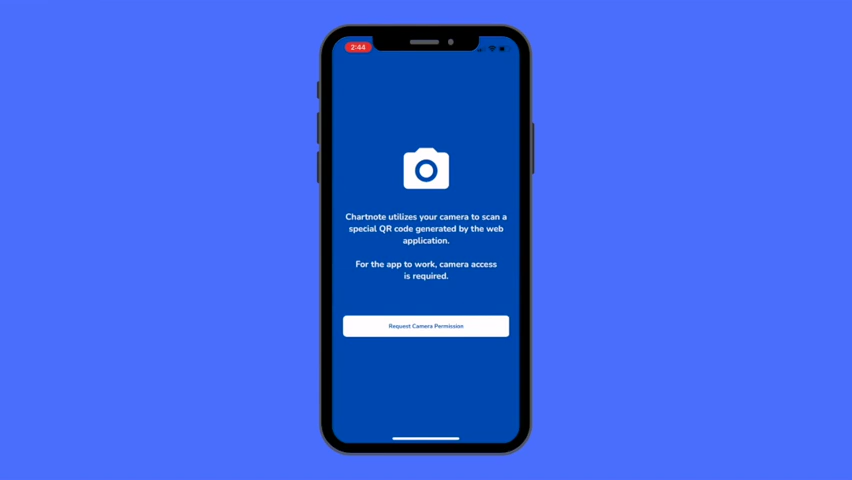 2:44
Chartnote utilizes your camera to scan a
special QR code generated by the web
application.
For the app to work, camera access
is required.
Request Camera Permission